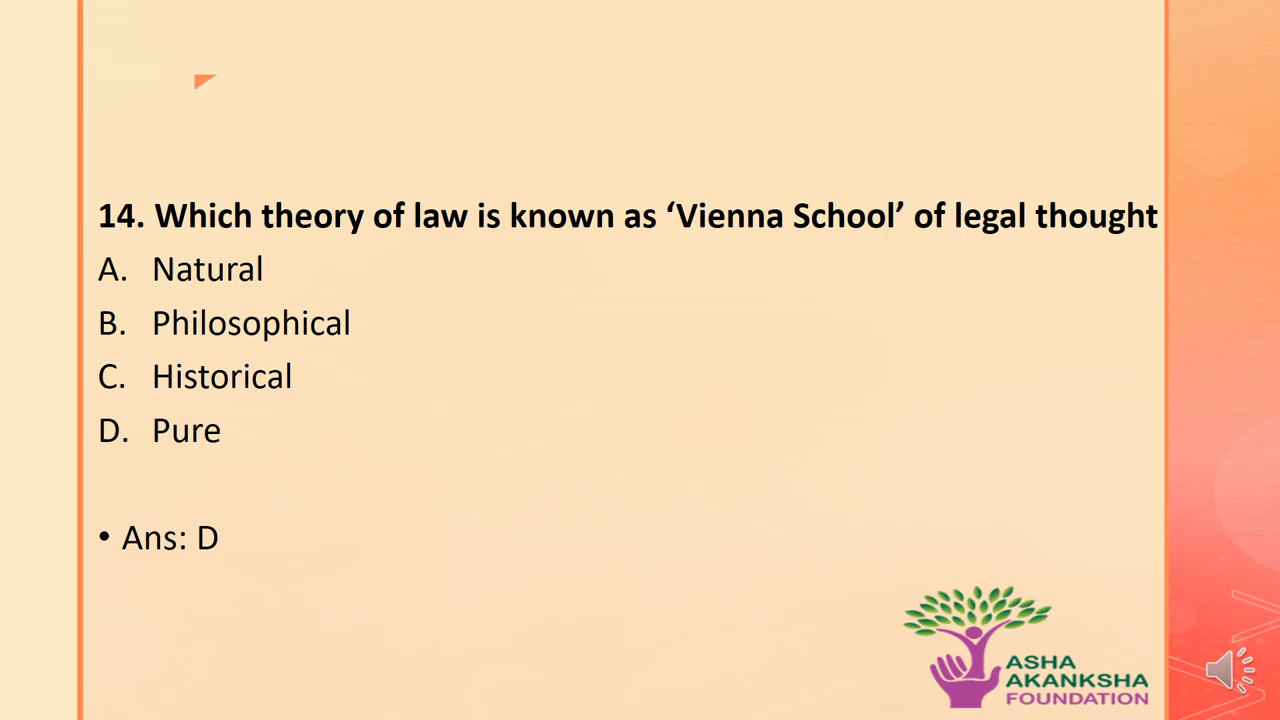 14. Which theory of law is known as ‘Vienna School’ of legal thought
A. Natural
B. Philosophical
C. Historical
D. Pure
• Ans: D
ASHA
AKANKSHA
FOUNDATION